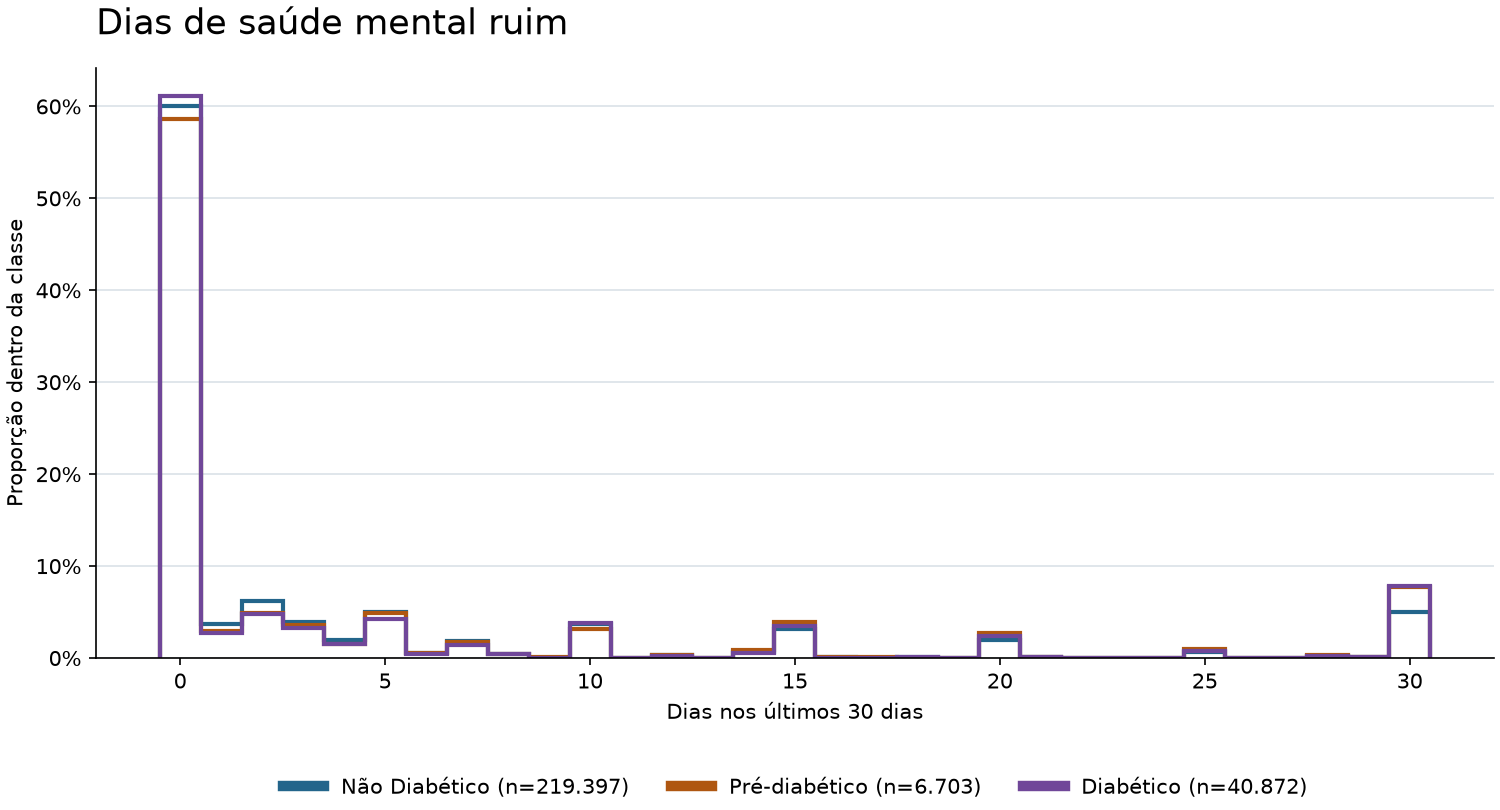 Dias de saúde mental ruim
Proporção dentro da classe
60%
50%
40%
30%
20%
10%
0%
0 5 10 15 20 25 30
Dias nos últimos 30 dias
Não Diabético (n=219.397) Pré-diabético (n=6.703) Diabético (n=40.872)